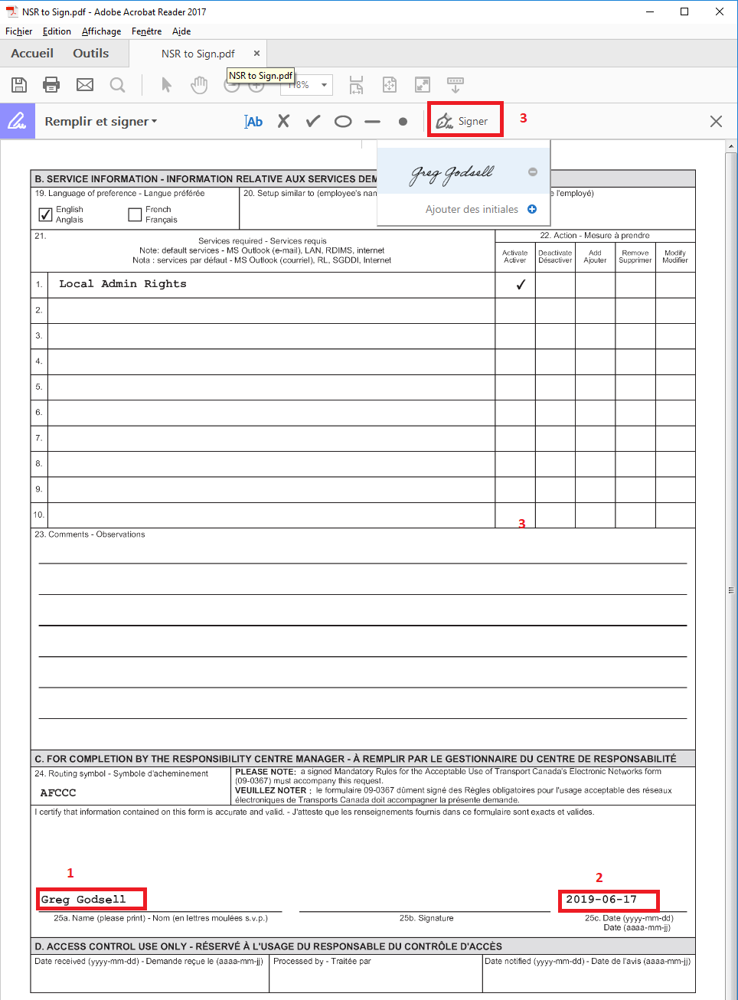 NSR to Sign.pdf - Adobe Acrobat Reader 2017
Fichier Edition Affichage Fenêtre Aide
Accueil Outils NSR to Sign.pdf ×
NSR to Sign.pdf
Remplir et signer Ab Signer 3
Greg Godsell
Ajouter des initiales
B. SERVICE INFORMATION - INFORMATION RELATIVE AUX SERVICES DEM
19. Language of preference - Langue préférée
English
Anglais
French
Français
20. Setup similar to (employee's nam
l'employé)
21.
Services required - Services requis
Note: default services - MS Outlook (e-mail), LAN, RDIMS, internet
Nota : services par défaut - MS Outlook (courriel), RL, SGDDI, Internet
22. Action - Mesure à prendre
Activate Deactivate Add Remove Modify
Activer Désactiver Ajouter Supprimer Modifier
1. Local Admin Rights ✓
2.
3.
4.
5.
6.
7.
8.
9.
10.
3
23. Comments - Observations
C. FOR COMPLETION BY THE RESPONSIBILITY CENTRE MANAGER - À REMPLIR PAR LE GESTIONNAIRE DU CENTRE DE RESPONSABILITÉ
24. Routing symbol - Symbole d'acheminement
AFCCC
PLEASE NOTE: a signed Mandatory Rules for the Acceptable Use of Transport Canada's Electronic Networks form
(09-0367) must accompany this request.
VEUILLEZ NOTER : le formulaire 09-0367 dûment signé des Règles obligatoires pour l'usage acceptable des réseaux
électroniques de Transports Canada doit accompagner la présente demande.
I certify that information contained on this form is accurate and valid. - J'atteste que les renseignements fournis dans ce formulaire sont exacts et valides.
1
2
Greg Godsell
2019-06-17
25a. Name (please print) - Nom (en lettres moulées s.v.p.)
25b. Signature
25c. Date (yyyy-mm-dd)
Date (aaaa-mm-jj)
D. ACCESS CONTROL USE ONLY - RÉSERVÉ À L'USAGE DU RESPONSABLE DU CONTRÔLE D'ACCÈS
Date received (yyyy-mm-dd) - Demande reçue le (aaaa-mm-jj)
Processed by - Traitée par
Date notified (yyyy-mm-dd) - Date de l'avis (aaaa-mm-jj)